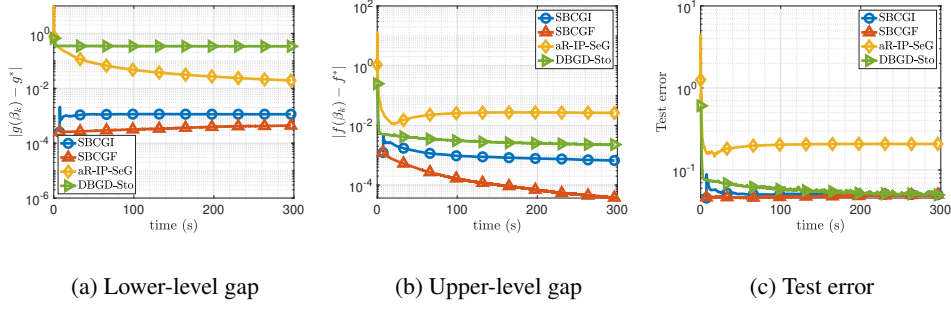 10^0
10^-2
10^-4
10^-6
|g(β_k) − g*|
SBCGI
SBCGF
aR-IP-SeG
DBGD-Sto
0 100 200 300
time (s)
(a) Lower-level gap
10^2
10^0
10^-2
10^-4
|f(β_k) − f*|
SBCGI
SBCGF
aR-IP-SeG
DBGD-Sto
0 100 200 300
time (s)
(b) Upper-level gap
10^1
10^0
10^-1
Test error
SBCGI
SBCGF
aR-IP-SeG
DBGD-Sto
0 100 200 300
time (s)
(c) Test error